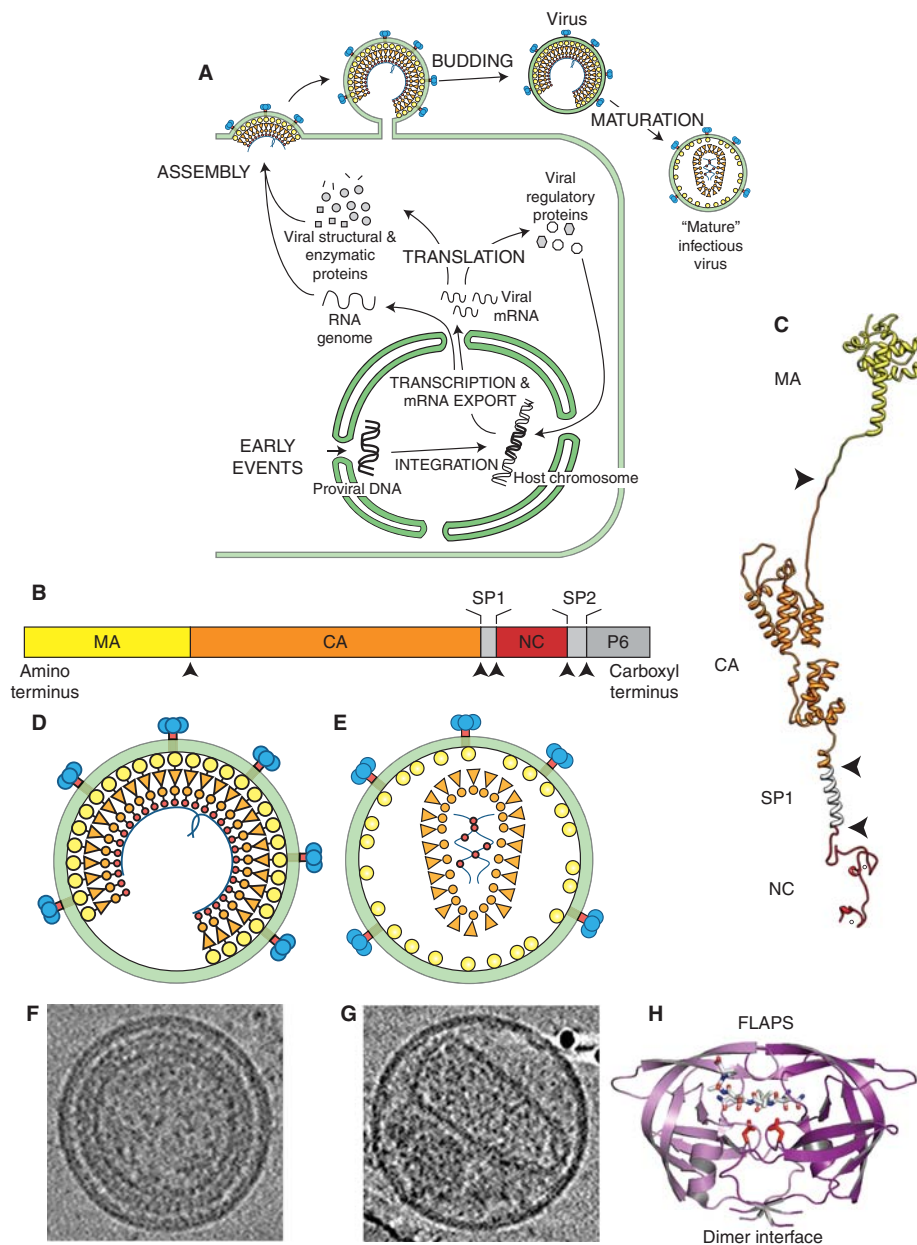 A
Virus
BUDDING
MATURATION
ASSEMBLY
"Mature"
infectious
virus
Viral structural &
enzymatic
proteins
Viral
regulatory
proteins
TRANSLATION
RNA
genome
Viral
mRNA
TRANSCRIPTION &
mRNA EXPORT
EARLY
EVENTS
INTEGRATION
Proviral DNA
Host chromosome
B
SP1
SP2
MA
CA
NC
P6
Amino
terminus
Carboxyl
terminus
C
MA
CA
SP1
NC
D
E
F
G
H
FLAPS
Dimer interface